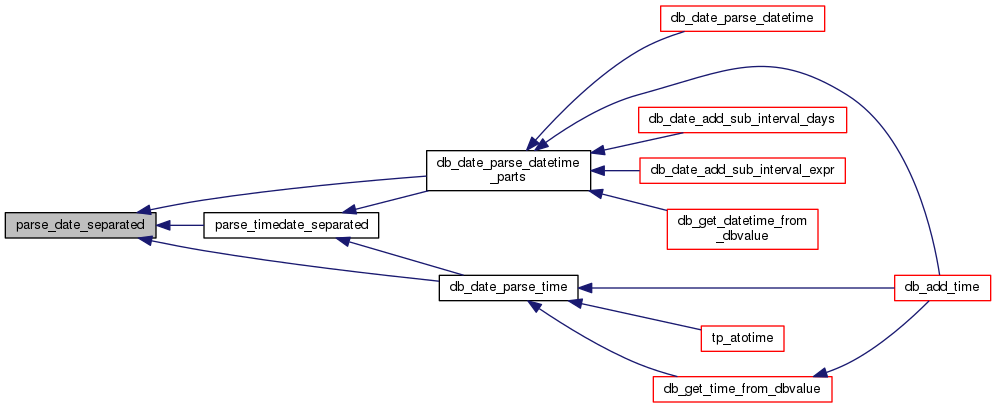 db_date_parse_datetime
db_date_add_sub_interval_days
db_date_parse_datetime
_parts
db_date_add_sub_interval_expr
parse_date_separated
parse_timedate_separated
db_get_datetime_from
_dbvalue
db_date_parse_time
db_add_time
tp_atotime
db_get_time_from_dbvalue